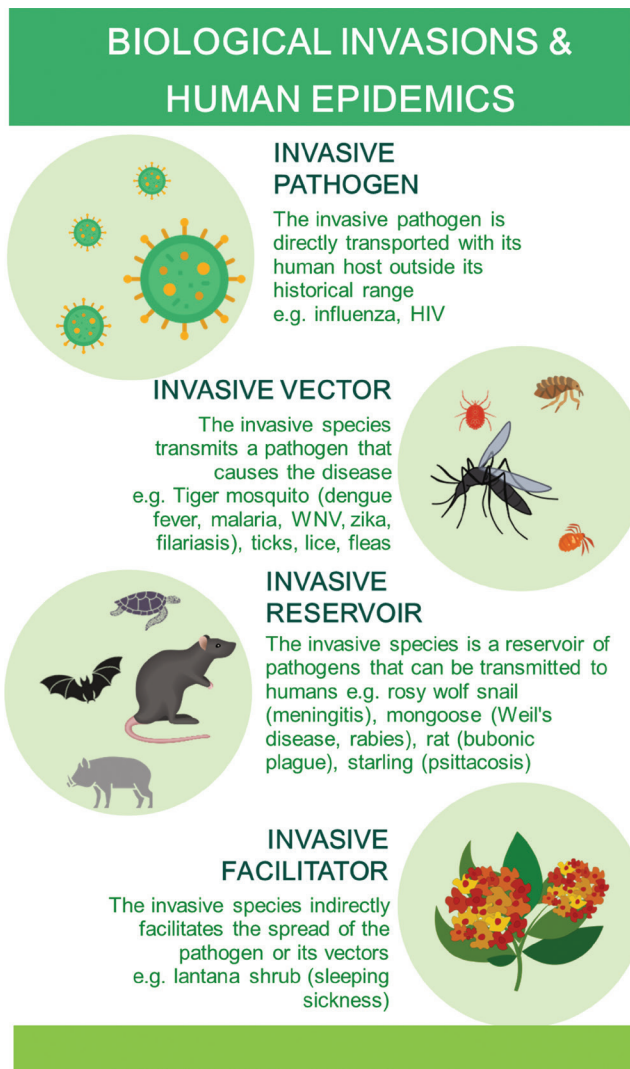 BIOLOGICAL INVASIONS &
HUMAN EPIDEMICS
INVASIVE
PATHOGEN
The invasive pathogen is
directly transported with its
human host outside its
historical range
e.g. influenza, HIV
INVASIVE VECTOR
The invasive species
transmits a pathogen that
causes the disease
e.g. Tiger mosquito (dengue
fever, malaria, WNV, zika,
filariasis), ticks, lice, fleas
INVASIVE
RESERVOIR
The invasive species is a reservoir of
pathogens that can be transmitted to
humans e.g. rosy wolf snail
(meningitis), mongoose (Weil's
disease, rabies), rat (bubonic
plague), starling (psittacosis)
INVASIVE
FACILITATOR
The invasive species indirectly
facilitates the spread of the
pathogen or its vectors
e.g. lantana shrub (sleeping
sickness)